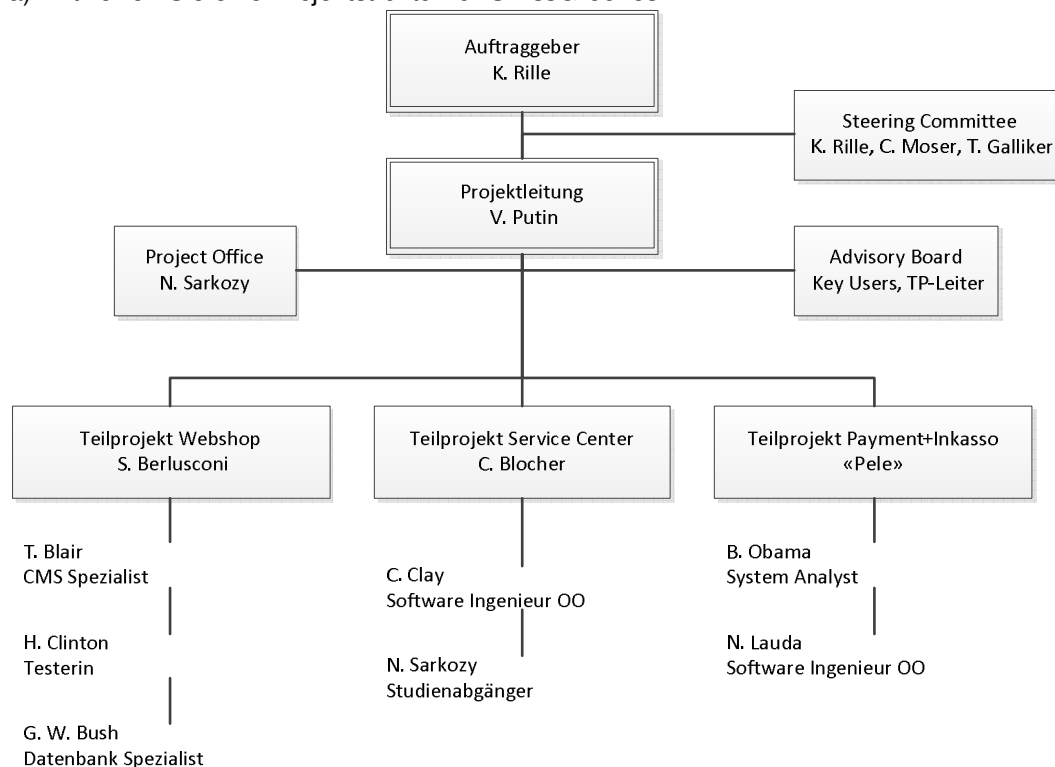 Auftraggeber
K. Rille
Steering Committee
K. Rille, C. Moser, T. Galliker
Projektleitung
V. Putin
Project Office
N. Sarkozy
Advisory Board
Key Users, TP-Leiter
Teilprojekt Webshop
S. Berlusconi
Teilprojekt Service Center
C. Blocher
Teilprojekt Payment+Inkasso
«Pele»
T. Blair
CMS Spezialist
H. Clinton
Testerin
G. W. Bush
Datenbank Spezialist
C. Clay
Software Ingenieur OO
N. Sarkozy
Studienabgänger
B. Obama
System Analyst
N. Lauda
Software Ingenieur OO